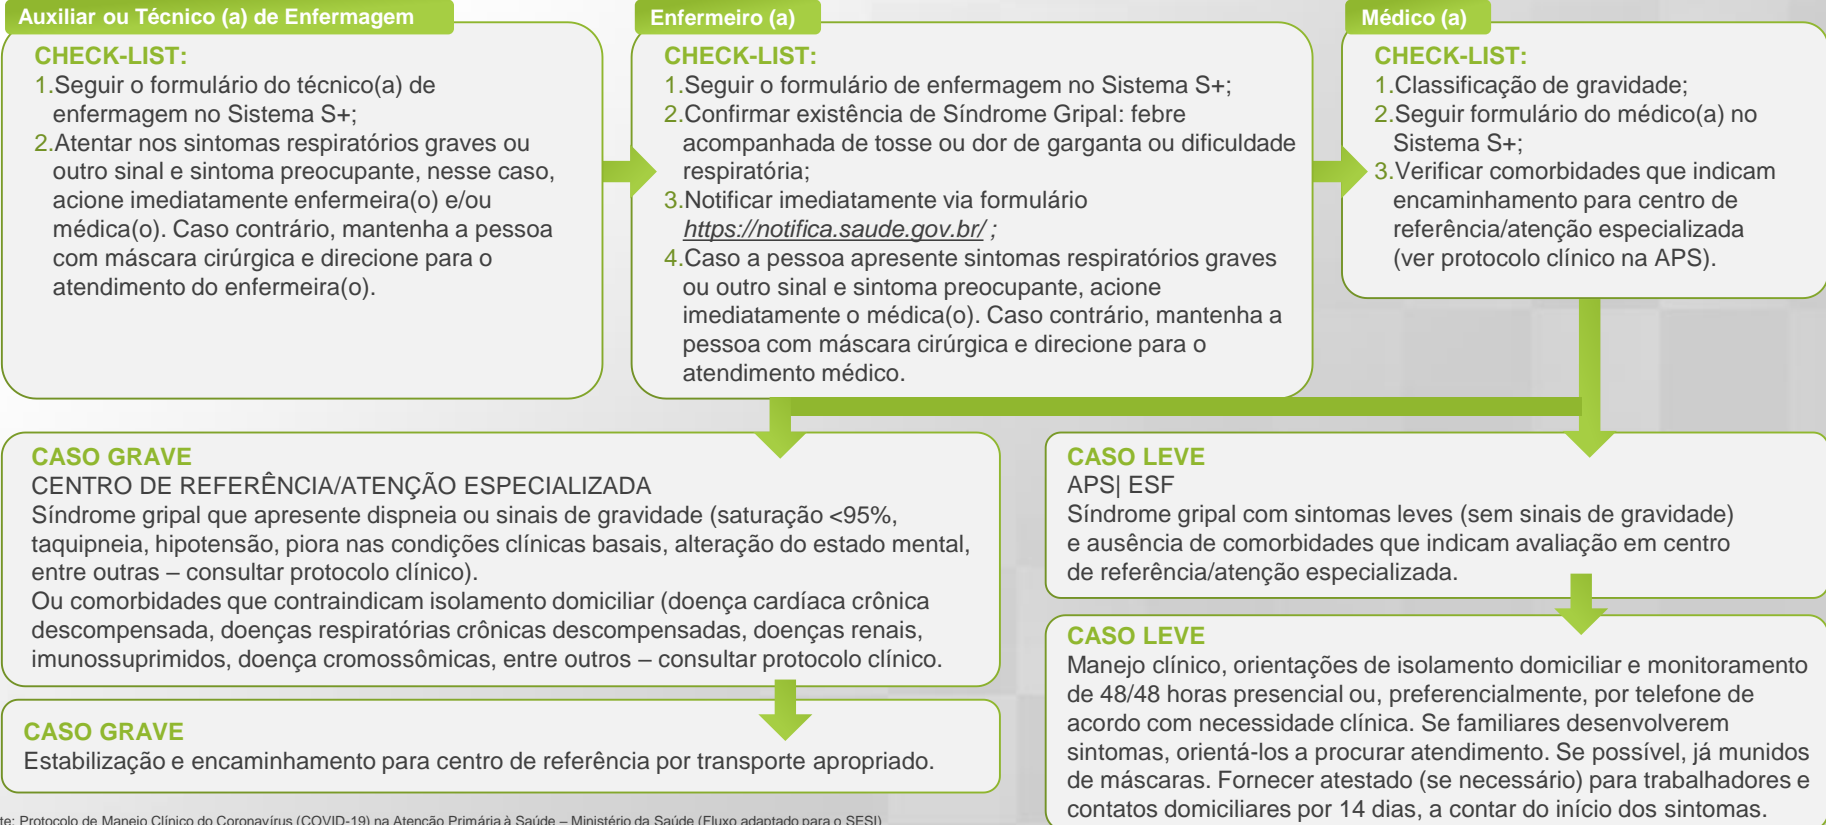 Auxiliar ou Técnico (a) de Enfermagem
CHECK-LIST:
1.Seguir o formulário do técnico(a) de
enfermagem no Sistema S+;
2.Atentar nos sintomas respiratórios graves ou
outro sinal e sintoma preocupante, nesse caso,
acione imediatamente enfermeira(o) e/ou
médica(o). Caso contrário, mantenha a pessoa
com máscara cirúrgica e direcione para o
atendimento do enfermeira(o).
Enfermeiro (a)
CHECK-LIST:
1.Seguir o formulário de enfermagem no Sistema S+;
2.Confirmar existência de Síndrome Gripal: febre
acompanhada de tosse ou dor de garganta ou dificuldade
respiratória;
3.Notificar imediatamente via formulário
https://notifica.saude.gov.br/ ;
4.Caso a pessoa apresente sintomas respiratórios graves
ou outro sinal e sintoma preocupante, acione
imediatamente o médica(o). Caso contrário, mantenha a
pessoa com máscara cirúrgica e direcione para o
atendimento médico.
Médico (a)
CHECK-LIST:
1.Classificação de gravidade;
2.Seguir formulário do médico(a) no
Sistema S+;
3.Verificar comorbidades que indicam
encaminhamento para centro de
referência/atenção especializada
(ver protocolo clínico na APS).
CASO GRAVE
CENTRO DE REFERÊNCIA/ATENÇÃO ESPECIALIZADA
Síndrome gripal que apresente dispneia ou sinais de gravidade (saturação <95%,
taquipneia, hipotensão, piora nas condições clínicas basais, alteração do estado mental,
entre outras – consultar protocolo clínico).
Ou comorbidades que contraindicam isolamento domiciliar (doença cardíaca crônica
descompensada, doenças respiratórias crônicas descompensadas, doenças renais,
imunossuprimidos, doença cromossômicas, entre outros – consultar protocolo clínico.
CASO GRAVE
Estabilização e encaminhamento para centro de referência por transporte apropriado.
CASO LEVE
APS| ESF
Síndrome gripal com sintomas leves (sem sinais de gravidade)
e ausência de comorbidades que indicam avaliação em centro
de referência/atenção especializada.
CASO LEVE
Manejo clínico, orientações de isolamento domiciliar e monitoramento
de 48/48 horas presencial ou, preferencialmente, por telefone de
acordo com necessidade clínica. Se familiares desenvolverem
sintomas, orientá-los a procurar atendimento. Se possível, já munidos
de máscaras. Fornecer atestado (se necessário) para trabalhadores e
contatos domiciliares por 14 dias, a contar do início dos sintomas.
te: Protocolo de Manejo Clínico do Coronavírus (COVID-19) na Atenção Primária à Saúde – Ministério da Saúde (Fluxo adaptado para o SESI)